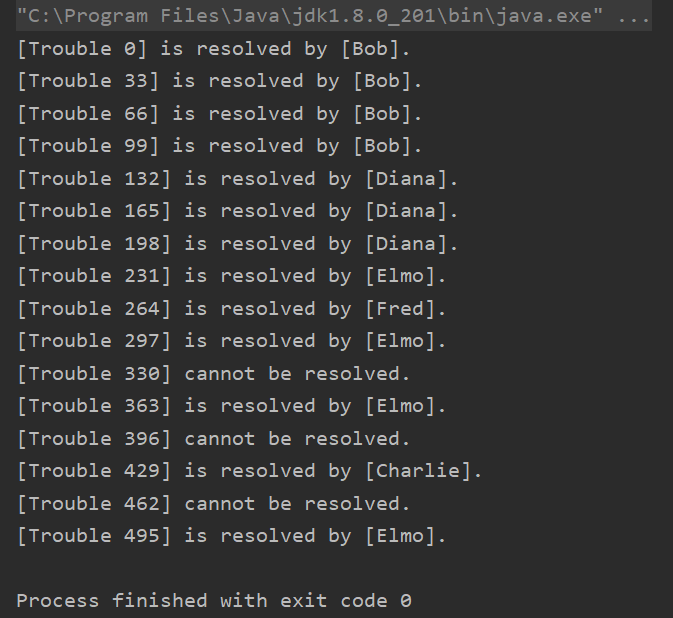 "C:\Program Files\Java\jdk1.8.0_201\bin\java.exe" ...
[Trouble 0] is resolved by [Bob].
[Trouble 33] is resolved by [Bob].
[Trouble 66] is resolved by [Bob].
[Trouble 99] is resolved by [Bob].
[Trouble 132] is resolved by [Diana].
[Trouble 165] is resolved by [Diana].
[Trouble 198] is resolved by [Diana].
[Trouble 231] is resolved by [Elmo].
[Trouble 264] is resolved by [Fred].
[Trouble 297] is resolved by [Elmo].
[Trouble 330] cannot be resolved.
[Trouble 363] is resolved by [Elmo].
[Trouble 396] cannot be resolved.
[Trouble 429] is resolved by [Charlie].
[Trouble 462] cannot be resolved.
[Trouble 495] is resolved by [Elmo].
Process finished with exit code 0